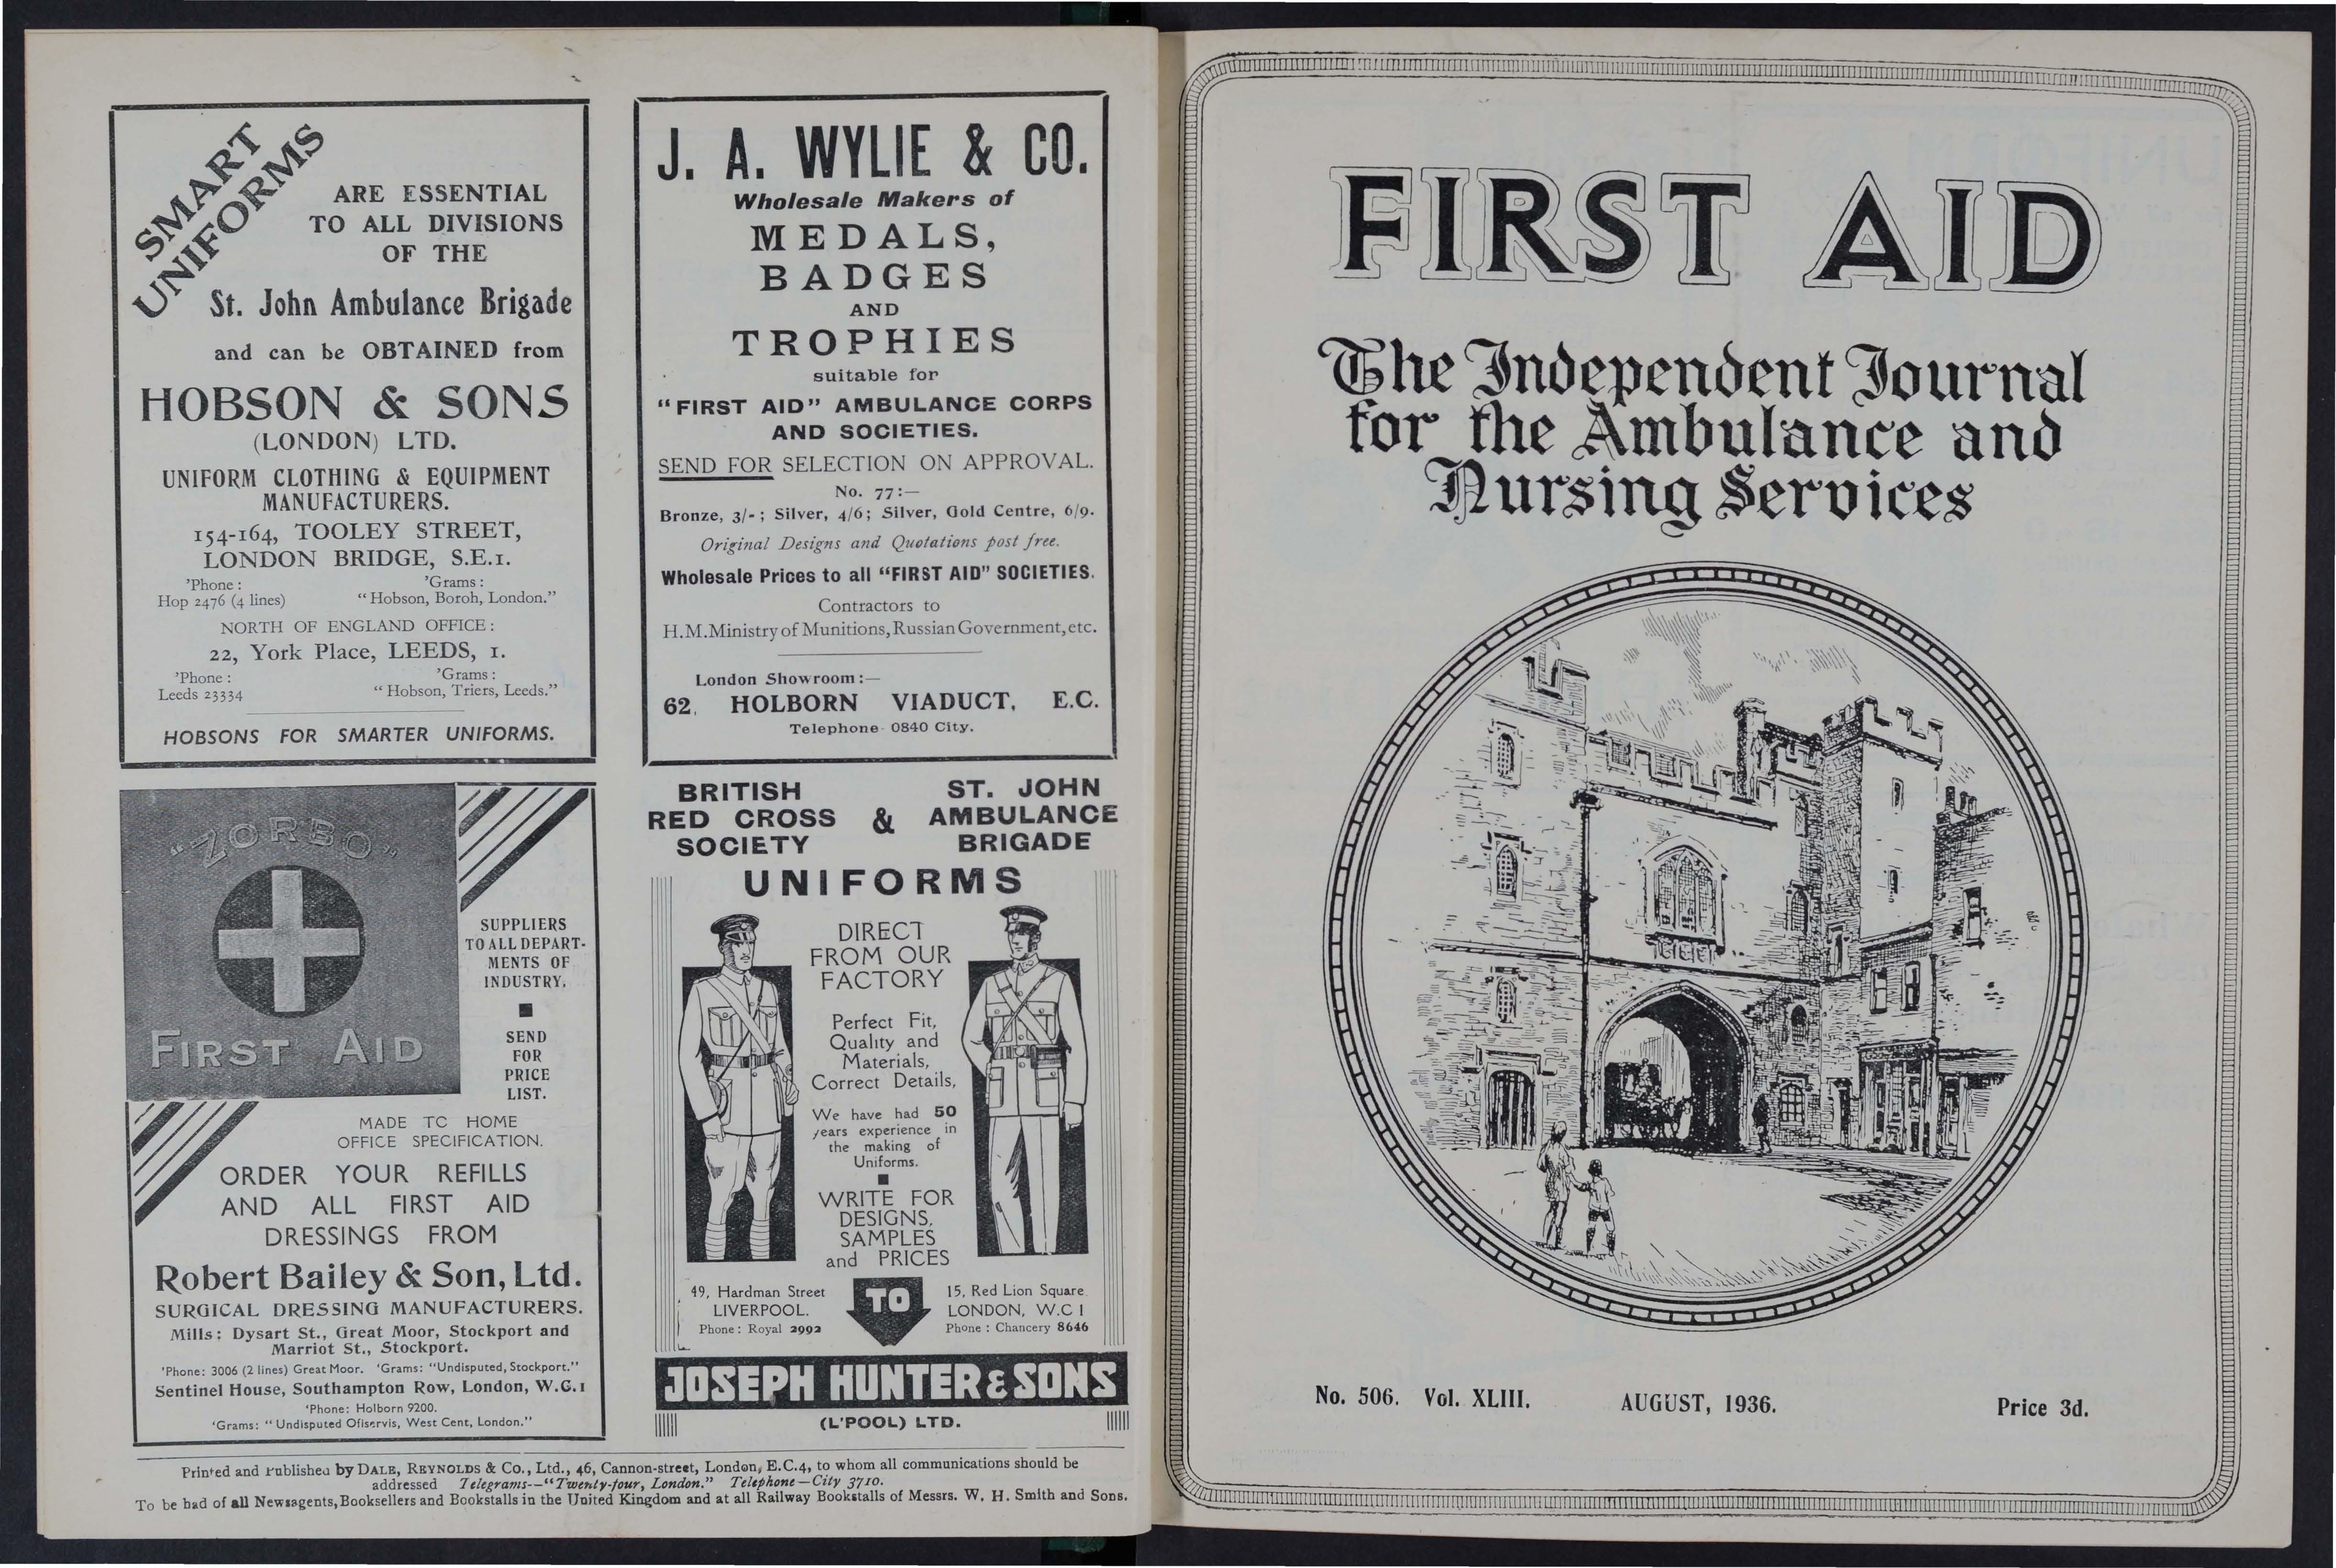 SMART
UNIFORMS
ARE ESSENTIAL
TO ALL DIVISIONS
OF THE
St. John Ambulance Brigade
and can be OBTAINED from
HOBSON & SONS
(LONDON) LTD.
UNIFORM CLOTHING & EQUIPMENT
MANUFACTURERS.
154-164, TOOLEY STREET,
LONDON BRIDGE, S.E.1.
'Phone: 'Grams:
Hop 2476 (4 lines) "Hobson, Boroh, London."
NORTH OF ENGLAND OFFICE:
22, York Place, LEEDS, 1.
'Phone: 'Grams:
Leeds 23334 "Hobson, Triers, Leeds."
HOBSONS FOR SMARTER UNIFORMS.
"ZORBO"
FIRST AID
SUPPLIERS
TO ALL DEPART-
MENTS OF
INDUSTRY.
SEND
FOR
PRICE
LIST.
MADE TO HOME
OFFICE SPECIFICATION.
ORDER YOUR REFILLS
AND ALL FIRST AID
DRESSINGS FROM
Robert Bailey & Son, Ltd.
SURGICAL DRESSING MANUFACTURERS.
Mills: Dysart St., Great Moor, Stockport and
Marriot St., Stockport.
'Phone: 3006 (2 lines) Great Moor. 'Grams: "Undisputed, Stockport."
Sentinel House, Southampton Row, London, W.C.1
'Phone: Holborn 9200.
'Grams: "Undisputed Ofiservis, West Cent, London."
J. A. WYLIE & CO.
Wholesale Makers of
MEDALS,
BADGES
AND
TROPHIES
suitable for
"FIRST AID" AMBULANCE CORPS
AND SOCIETIES.
SEND FOR SELECTION ON APPROVAL.
No. 77:—
Bronze, 3/-; Silver, 4/6; Silver, Gold Centre, 6/9.
Original Designs and Quotations post free.
Wholesale Prices to all "FIRST AID" SOCIETIES.
Contractors to
H.M. Ministry of Munitions, Russian Government, etc.
London Showroom:—
62, HOLBORN VIADUCT, E.C.
Telephone 0840 City.
BRITISH
RED CROSS
SOCIETY
&
ST. JOHN
AMBULANCE
BRIGADE
UNIFORMS
DIRECT
FROM OUR
FACTORY
Perfect Fit,
Quality and
Materials,
Correct Details,
We have had 50
years experience in
the making of
Uniforms.
WRITE FOR
DESIGNS,
SAMPLES
and PRICES
49, Hardman Street
LIVERPOOL.
Phone: Royal 2992
TO
15, Red Lion Square
LONDON, W.C 1
Phone: Chancery 8646
JOSEPH HUNTER & SONS
(L'POOL) LTD.
Printed and Published by DALE, REYNOLDS & Co., Ltd., 46, Cannon-street, London, E.C.4, to whom all communications should be
addressed Telegrams--"Twenty-four, London." Telephone—City 3710.
To be had of all Newsagents, Booksellers and Bookstalls in the United Kingdom and at all Railway Bookstalls of Messrs. W. H. Smith and Sons.
FIRST AID
The Independent Journal
for the Ambulance and
Nursing Services
No. 506. Vol. XLIII. AUGUST, 1936. Price 3d.